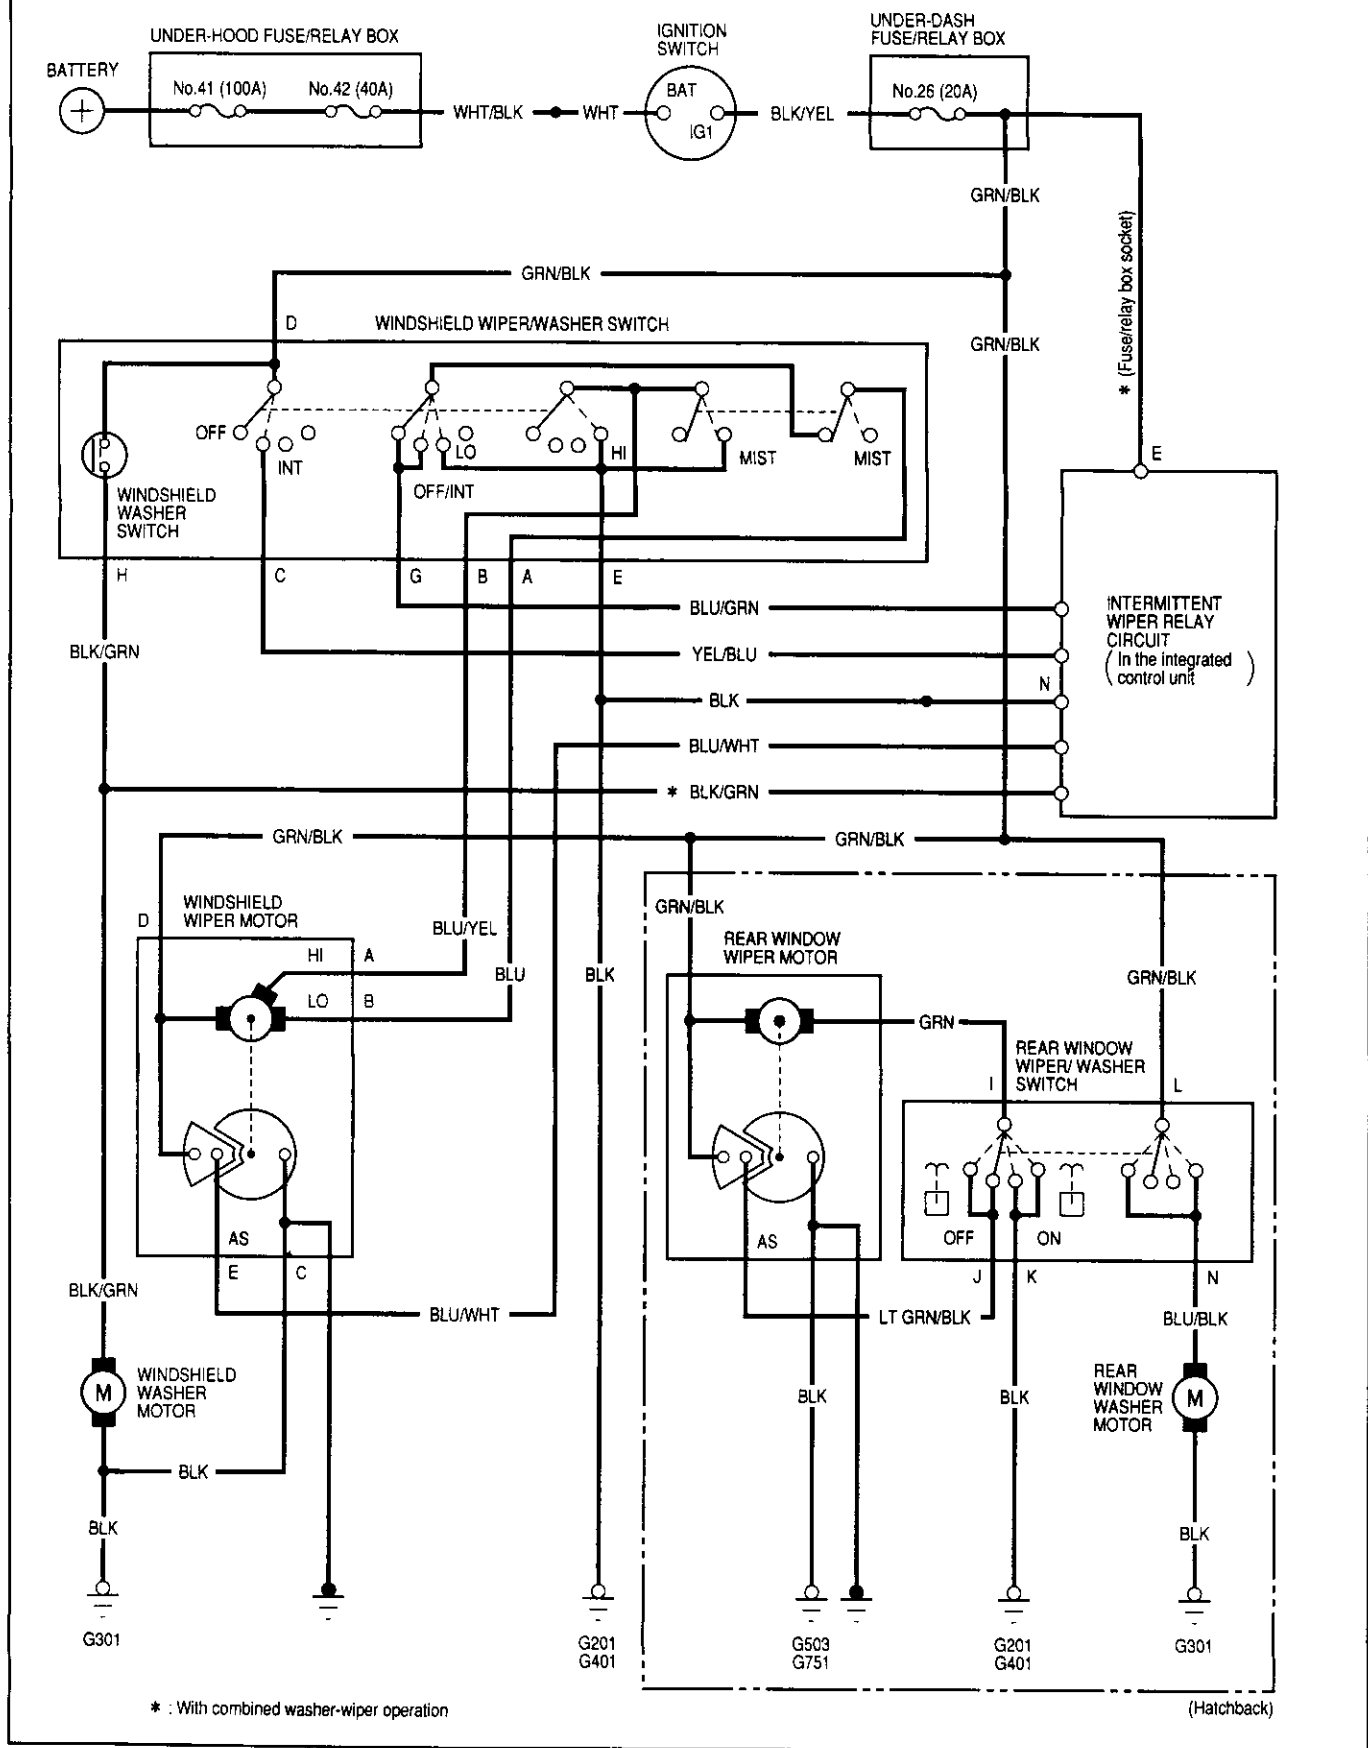 UNDER-HOOD FUSE/RELAY BOX
IGNITION
SWITCH
UNDER-DASH
FUSE/RELAY BOX
BATTERY
+
No.41 (100A)
No.42 (40A)
WHT/BLK
WHT
BAT
IG1
BLK/YEL
No.26 (20A)
GRN/BLK
* (Fuse/relay box socket)
GRN/BLK
GRN/BLK
D
WINDSHIELD WIPER/WASHER SWITCH
OFF
INT
LO
OFF/INT
HI
MIST
MIST
WINDSHIELD
WASHER
SWITCH
E
H
C
G
B
A
E
BLU/GRN
INTERMITTENT
WIPER RELAY
CIRCUIT
( In the integrated
control unit )
BLK/GRN
YEL/BLU
N
BLK
BLU/WHT
* BLK/GRN
GRN/BLK
GRN/BLK
D
WINDSHIELD
WIPER MOTOR
GRN/BLK
BLU/YEL
REAR WINDOW
WIPER MOTOR
HI
A
BLU
BLK
GRN/BLK
LO
B
GRN
REAR WINDOW
WIPER/ WASHER
SWITCH
I
L
AS
AS
OFF
ON
E
C
J
K
N
BLK/GRN
BLU/WHT
LT GRN/BLK
BLU/BLK
M
WINDSHIELD
WASHER
MOTOR
BLK
BLK
REAR
WINDOW
WASHER
MOTOR
M
BLK
BLK
BLK
G301
G201
G401
G503
G751
G201
G401
G301
* : With combined washer-wiper operation
(Hatchback)